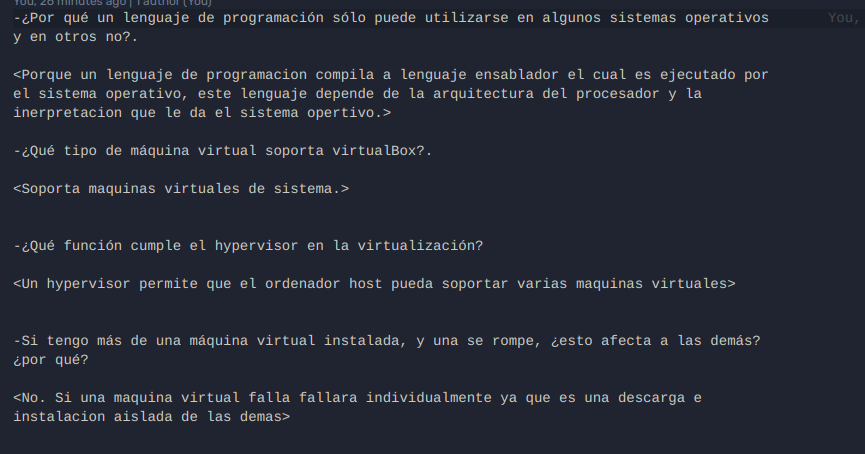 You, 26 minutes ago | 1 author (You)
-¿Por qué un lenguaje de programación sólo puede utilizarse en algunos sistemas operativos You,
y en otros no?.
<Porque un lenguaje de programacion compila a lenguaje ensablador el cual es ejecutado por
el sistema operativo, este lenguaje depende de la arquitectura del procesador y la
inerpretacion que le da el sistema opertivo.>
-¿Qué tipo de máquina virtual soporta virtualBox?.
<Soporta maquinas virtuales de sistema.>
-¿Qué función cumple el hypervisor en la virtualización?
<Un hypervisor permite que el ordenador host pueda soportar varias maquinas virtuales>
-Si tengo más de una máquina virtual instalada, y una se rompe, ¿esto afecta a las demás?
¿por qué?
<No. Si una maquina virtual falla fallara individualmente ya que es una descarga e
instalacion aislada de las demas>